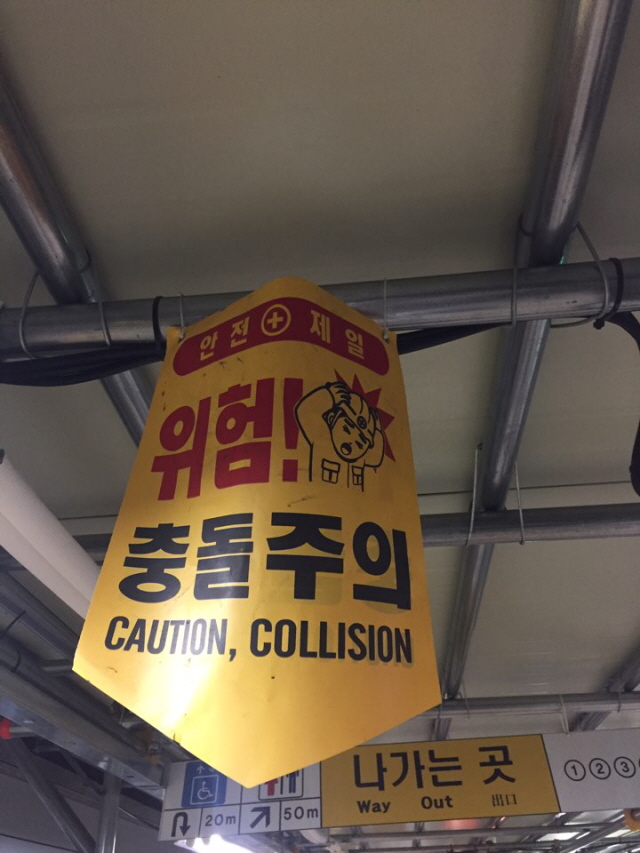 안전 제일
위험!
충돌주의
CAUTION, COLLISION
나가는 곳
Way Out 出口
①②③
20m 50m